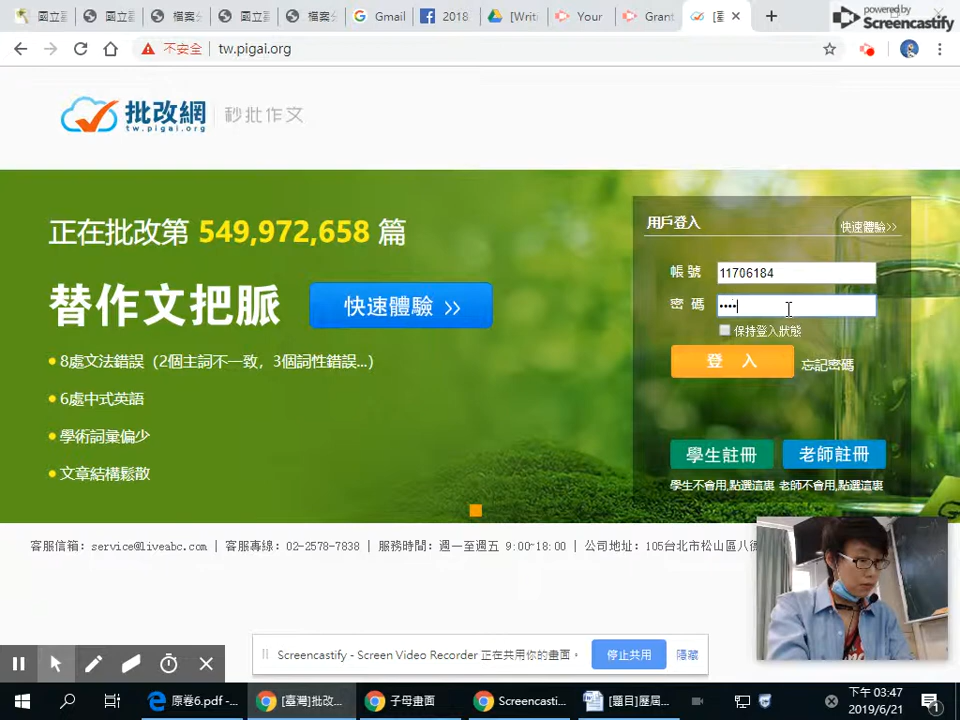 國立
國立
檔案
國立
檔案
Gmail
2018
[Writ
Your
Grant
powered by
Screencastify
不安全
tw.pigai.org
批改網
tw.pigai.org
秒批作文
正在批改第 549,972,658 篇
替作文把脈
快速體驗 >>
8處文法錯誤（2個主詞不一致，3個詞性錯誤...）
6處中式英語
學術詞彙偏少
文章結構鬆散
用戶登入
快速體驗>>
帳 號
11706184
密 碼
••••
保持登入狀態
登 入
忘記密碼
學生註冊
老師註冊
學生不會用,點選這裏
老師不會用,點選這裏
客服信箱: service@liveabc.com | 客服專線: 02-2578-7838 | 服務時間: 週一至週五 9:00~18:00 | 公司地址: 105台北市松山區八德
Screencastify - Screen Video Recorder 正在共用你的畫面。
停止共用
隱藏
原卷6.pdf -...
[臺灣]批改...
子母畫面
Screencasti...
[題目]歷屆...
下午 03:47
2019/6/21
1